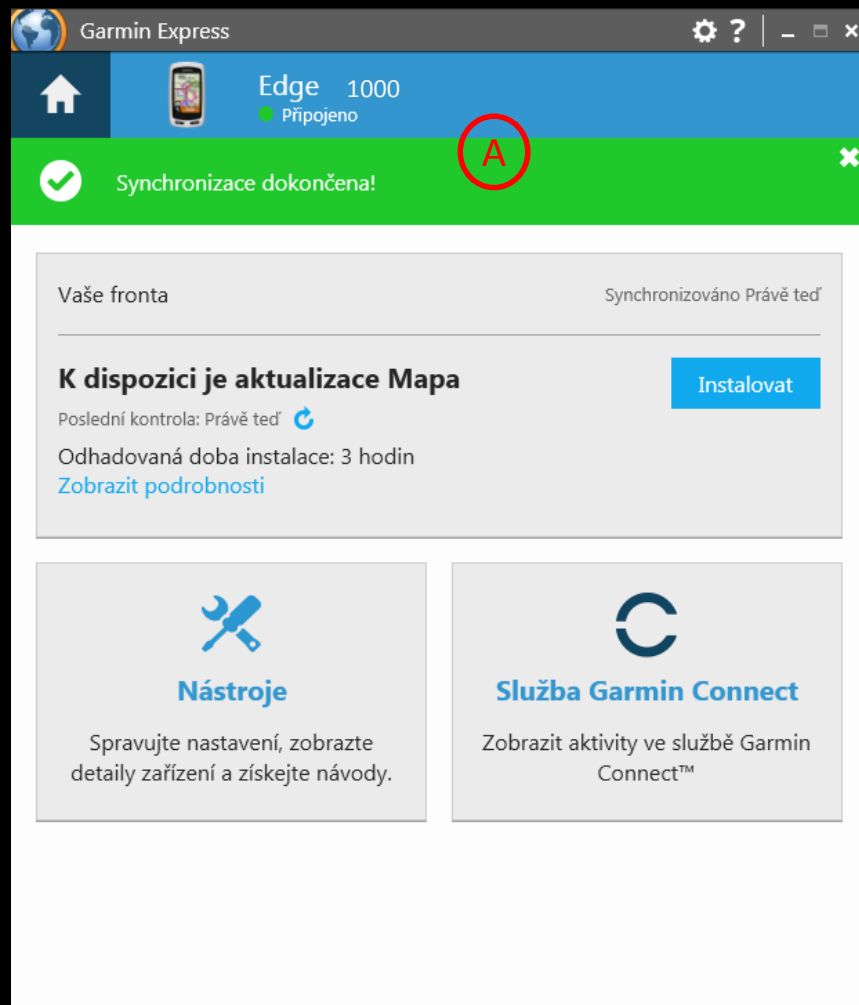 Garmin Express
?
Edge 1000
Připojeno
A
Synchronizace dokončena!
Vaše fronta
Synchronizováno Právě teď
K dispozici je aktualizace Mapa
Instalovat
Poslední kontrola: Právě teď
Odhadovaná doba instalace: 3 hodin
Zobrazit podrobnosti
Nástroje
Spravujte nastavení, zobrazte
detaily zařízení a získejte návody.
Služba Garmin Connect
Zobrazit aktivity ve službě Garmin
Connect™